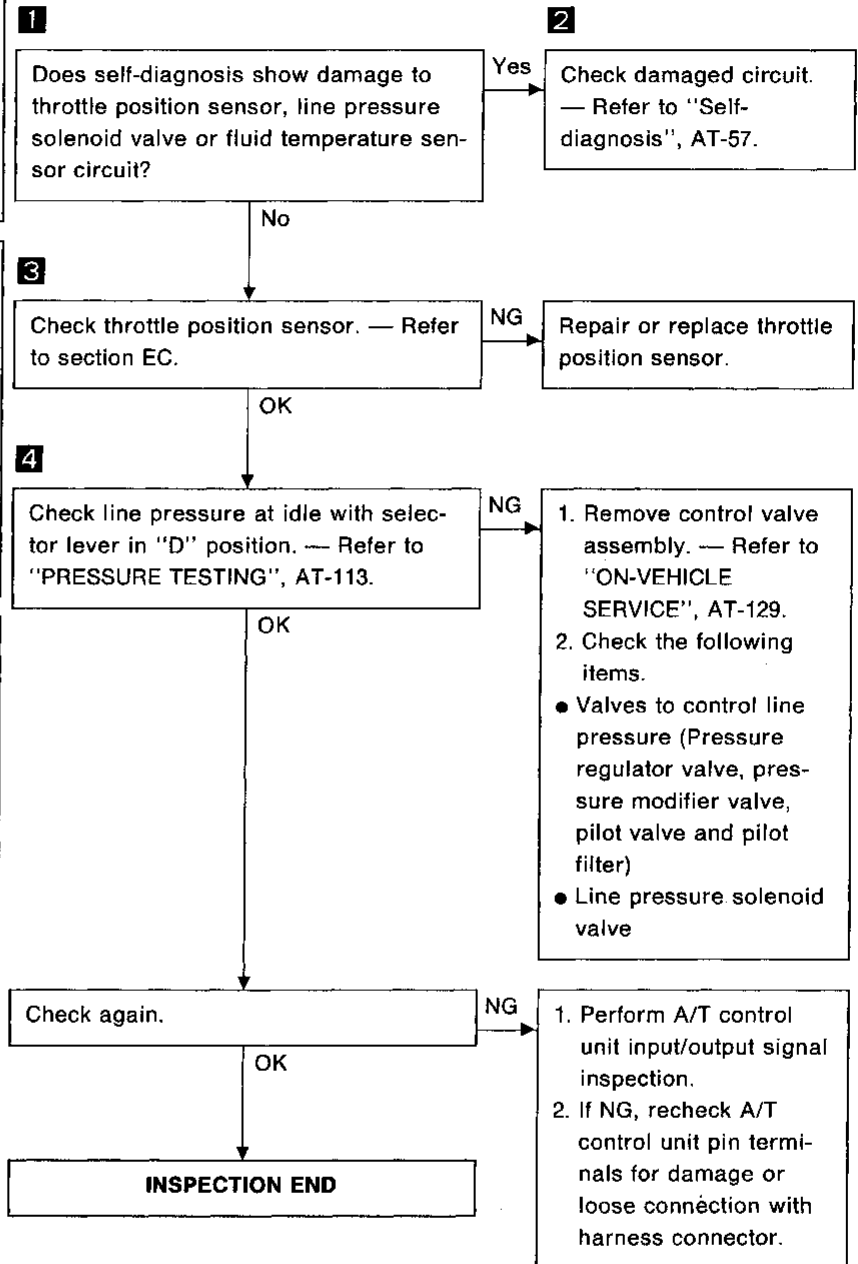 1
2
Does self-diagnosis show damage to
throttle position sensor, line pressure
solenoid valve or fluid temperature sen-
sor circuit?
Yes
Check damaged circuit.
— Refer to "Self-
diagnosis", AT-57.
No
3
Check throttle position sensor. — Refer
to section EC.
NG
Repair or replace throttle
position sensor.
OK
4
Check line pressure at idle with selec-
tor lever in "D" position. — Refer to
"PRESSURE TESTING", AT-113.
NG
1. Remove control valve
assembly. — Refer to
"ON-VEHICLE
SERVICE", AT-129.
2. Check the following
items.
● Valves to control line
pressure (Pressure
regulator valve, pres-
sure modifier valve,
pilot valve and pilot
filter)
● Line pressure solenoid
valve
OK
Check again.
NG
1. Perform A/T control
unit input/output signal
inspection.
2. If NG, recheck A/T
control unit pin termi-
nals for damage or
loose connection with
harness connector.
OK
INSPECTION END